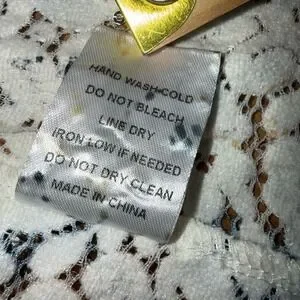 HAND WASH COLD
DO NOT BLEACH
LINE DRY
IRON LOW IF NEEDED
DO NOT DRY CLEAN
MADE IN CHINA